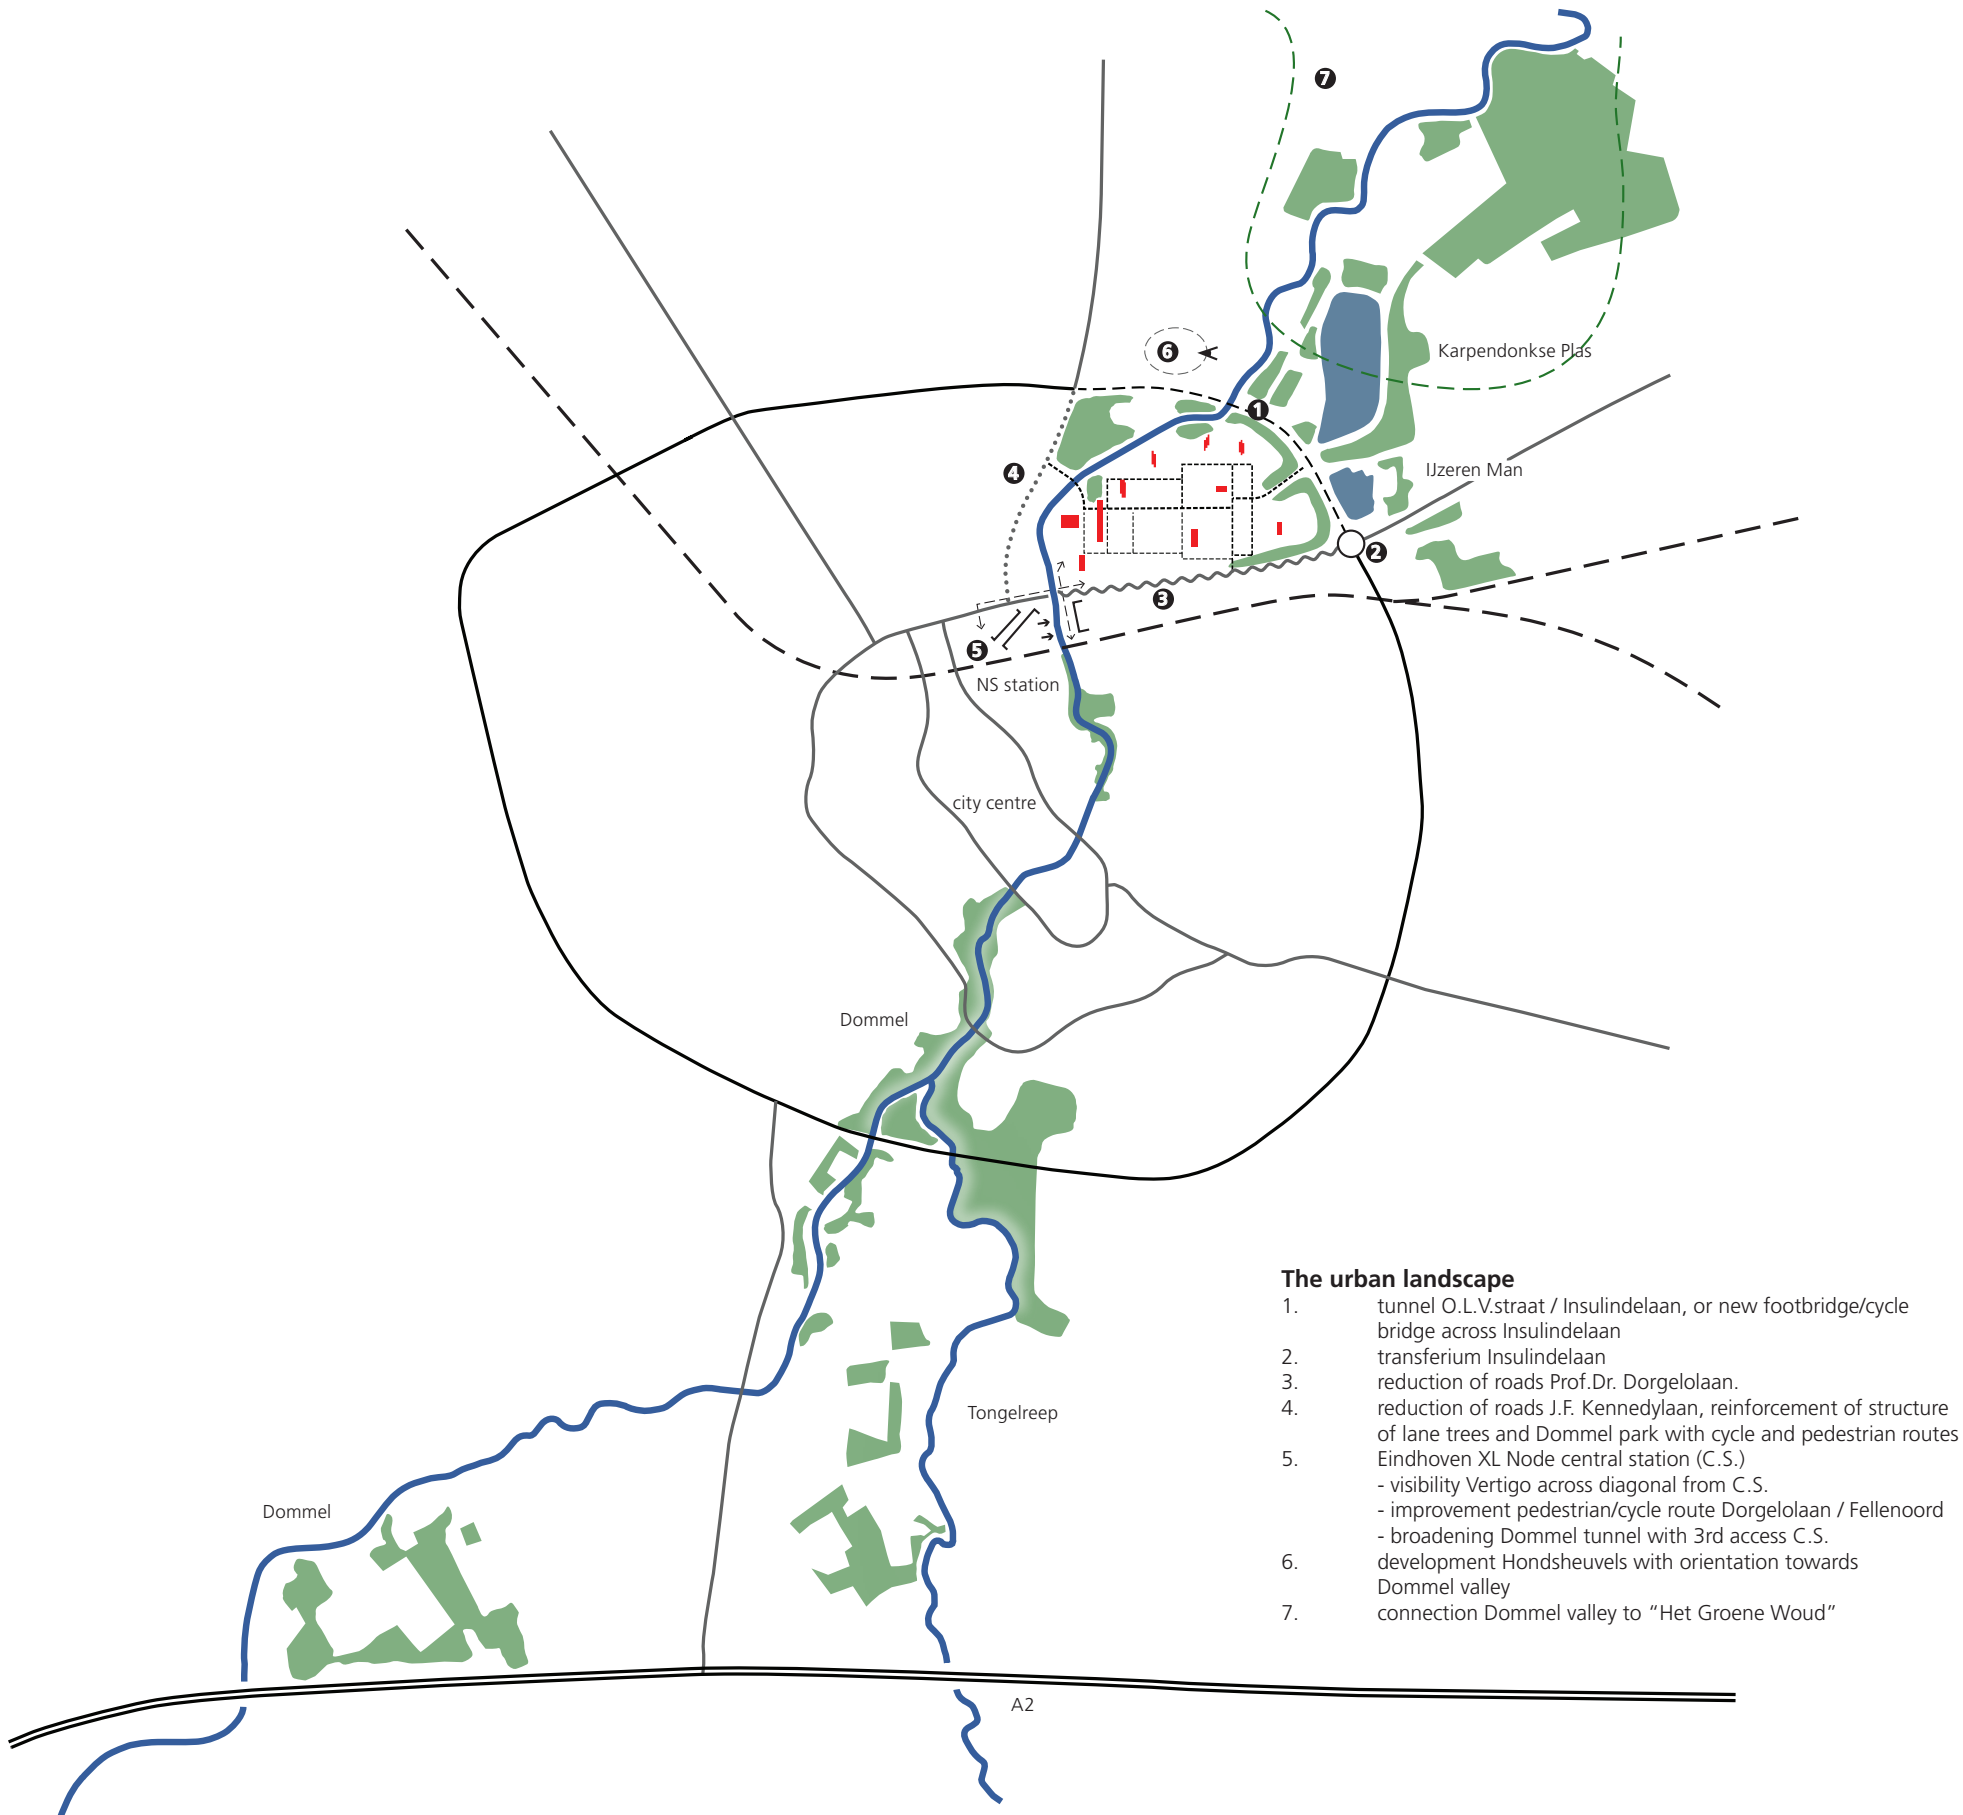 7
6
Karpendonkse Plas
1
4
IJzeren Man
2
3
5
NS station
city centre
Dommel
The urban landscape
1. tunnel O.L.V.straat / Insulindelaan, or new footbridge/cycle
bridge across Insulindelaan
2. transferium Insulindelaan
3. reduction of roads Prof.Dr. Dorgelolaan.
4. reduction of roads J.F. Kennedylaan, reinforcement of structure
of lane trees and Dommel park with cycle and pedestrian routes
5. Eindhoven XL Node central station (C.S.)
- visibility Vertigo across diagonal from C.S.
- improvement pedestrian/cycle route Dorgelolaan / Fellenoord
- broadening Dommel tunnel with 3rd access C.S.
6. development Hondsheuvels with orientation towards
Dommel valley
7. connection Dommel valley to “Het Groene Woud”
Tongelreep
Dommel
A2